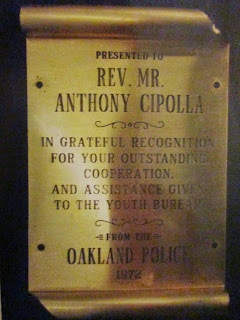 PRESENTED TO
REV. MR.
ANTHONY CIPOLLA
IN GRATEFUL RECOGNITION
FOR YOUR OUTSTANDING
COOPERATION.
AND ASSISTANCE GIVEN
TO THE YOUTH BUREAU
FROM THE
OAKLAND POLICE
1972